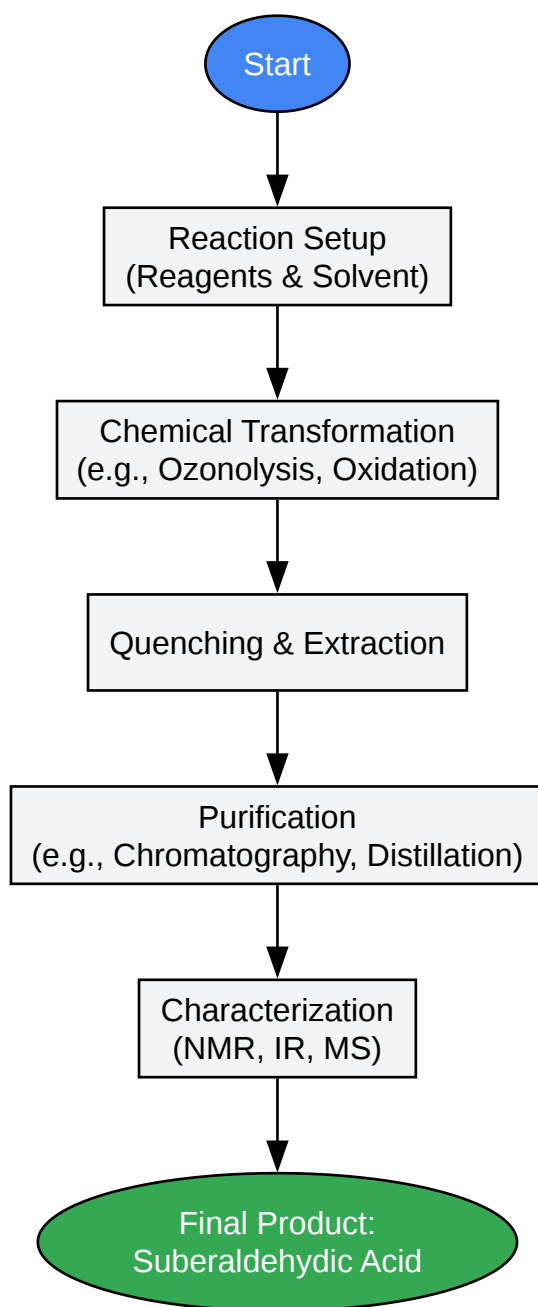 Start
Reaction Setup
(Reagents & Solvent)
Chemical Transformation
(e.g., Ozonolysis, Oxidation)
Quenching & Extraction
Purification
(e.g., Chromatography, Distillation)
Characterization
(NMR, IR, MS)
Final Product:
Suberaldehydic Acid